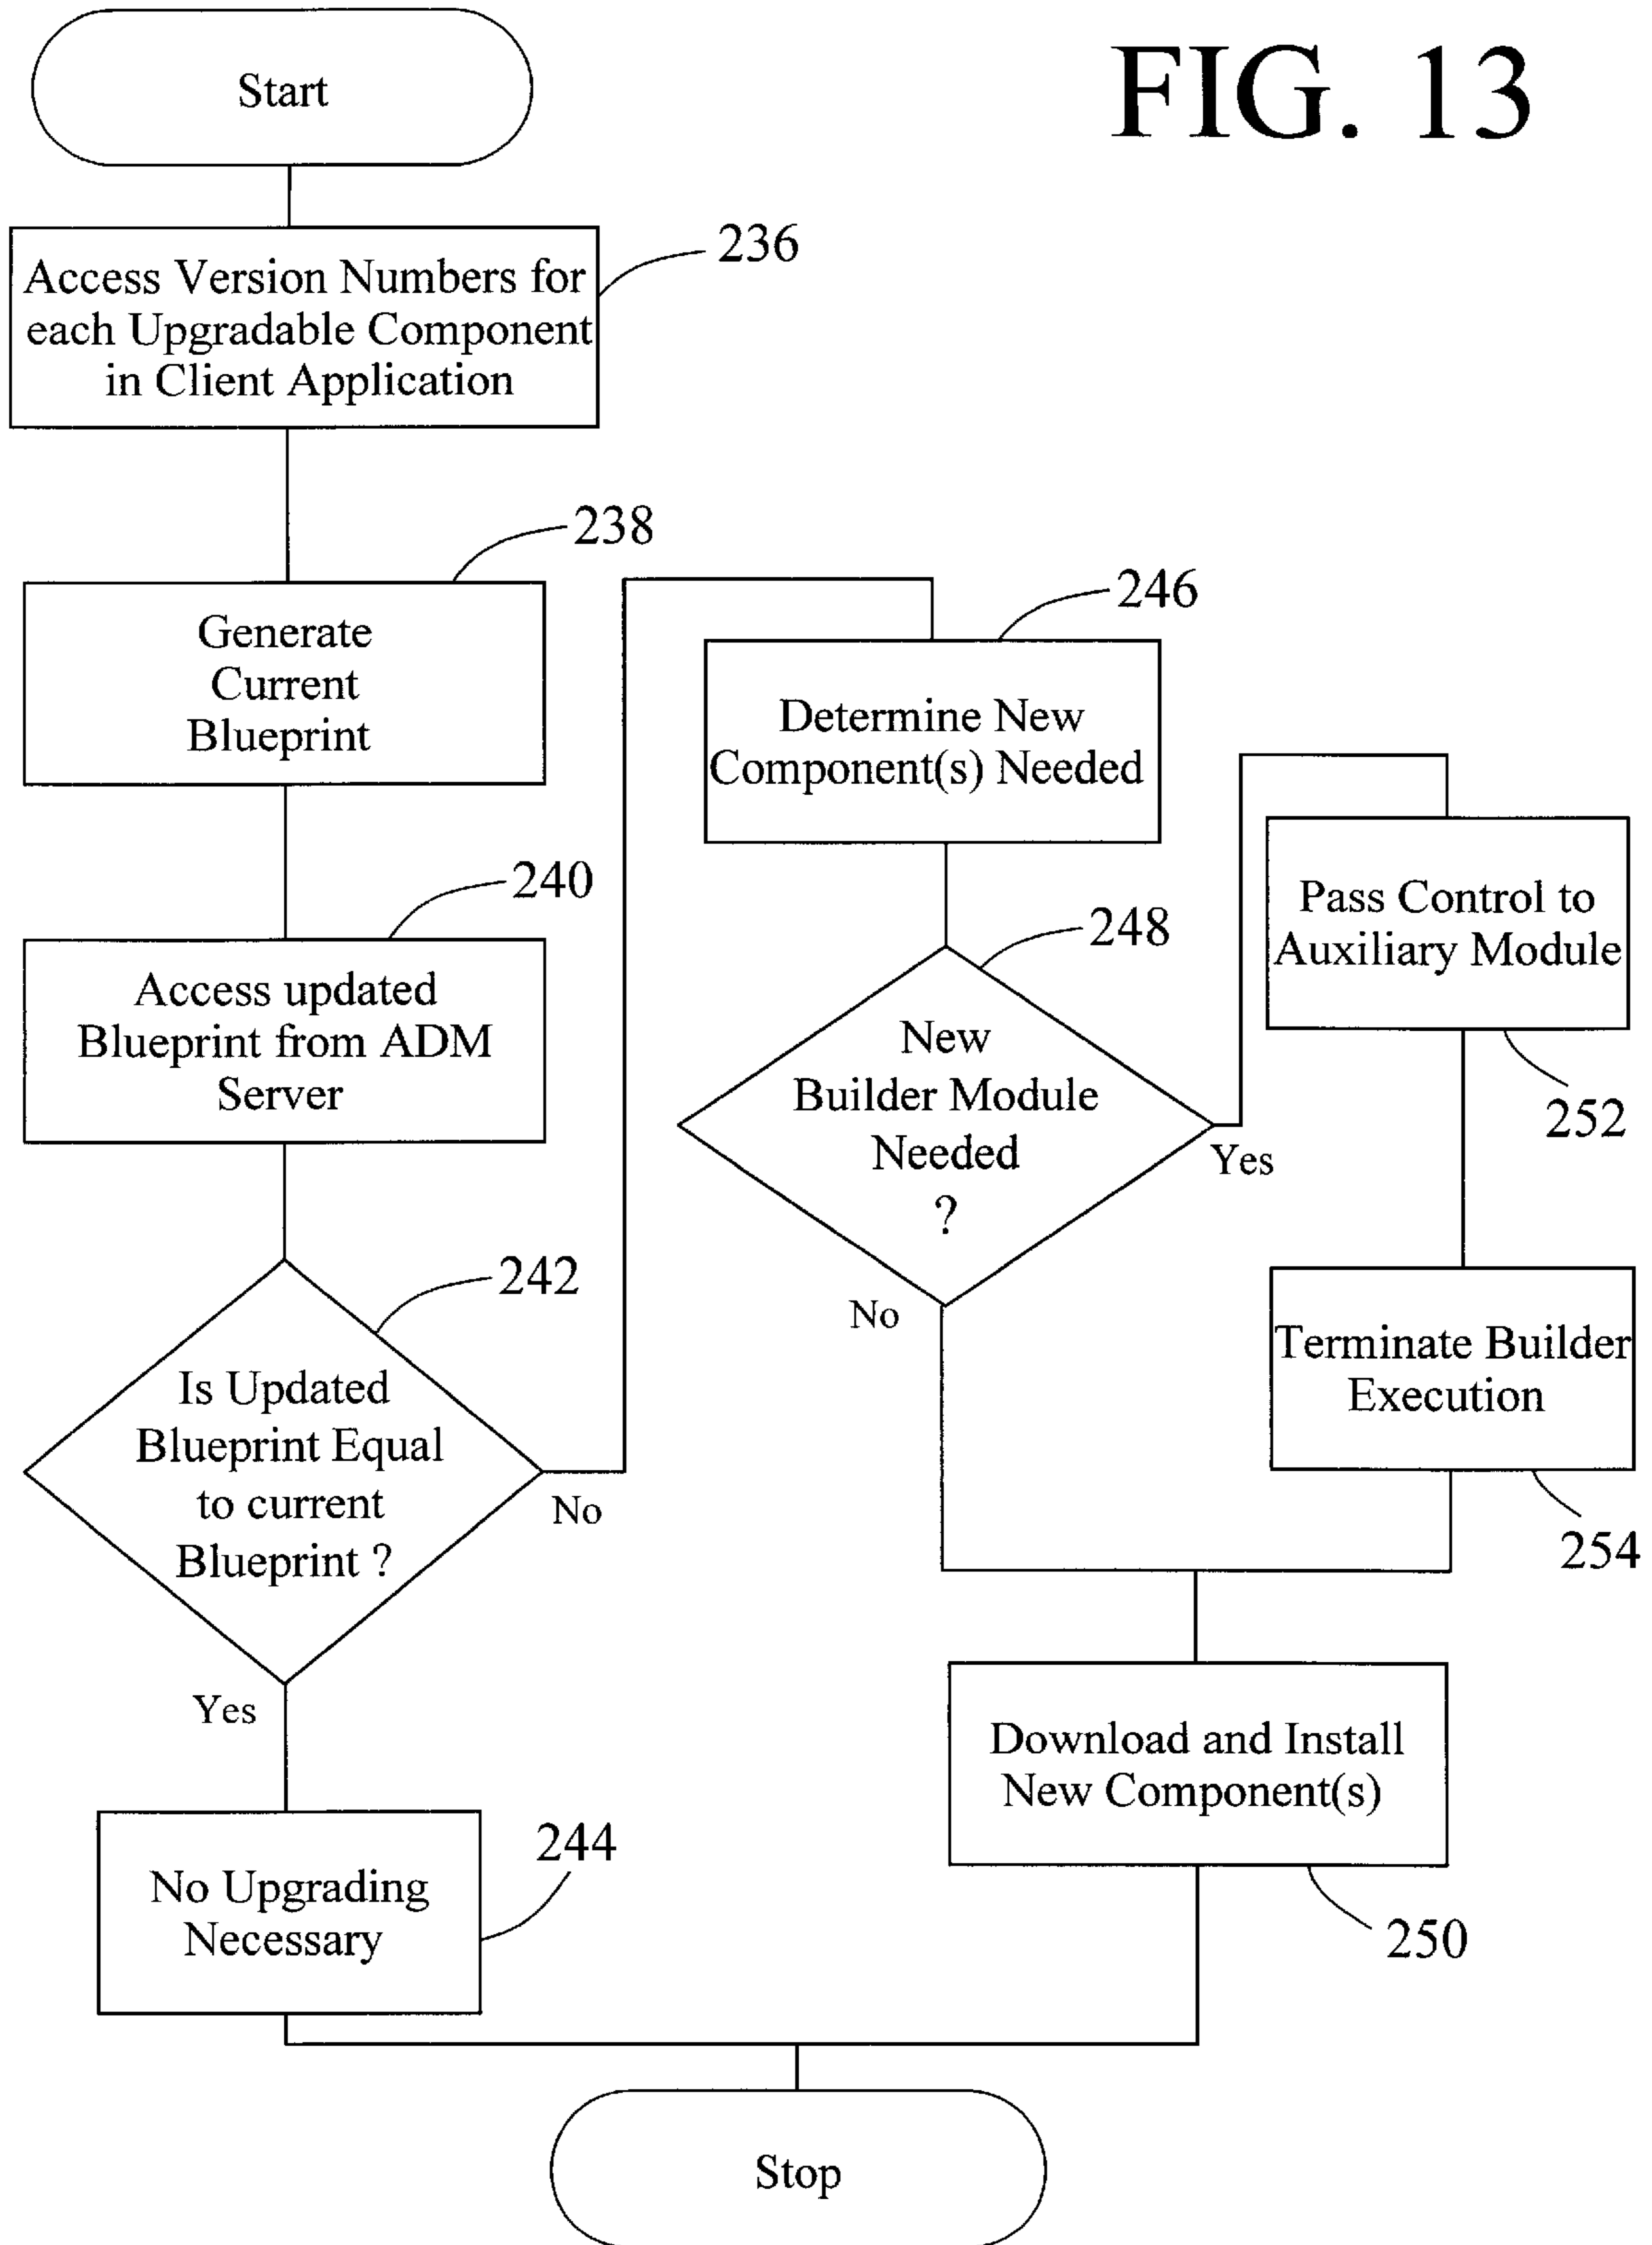 FIG. 13
Start
236
Access Version Numbers for
each Upgradable Component
in Client Application
238
Generate
Current
Blueprint
240
Access updated
Blueprint from ADM
Server
242
Is Updated
Blueprint Equal
to current
Blueprint ?
No
Yes
244
No Upgrading
Necessary
246
Determine New
Component(s) Needed
248
New
Builder Module
Needed
?
Yes
No
Pass Control to
Auxiliary Module
252
Terminate Builder
Execution
254
Download and Install
New Component(s)
250
Stop